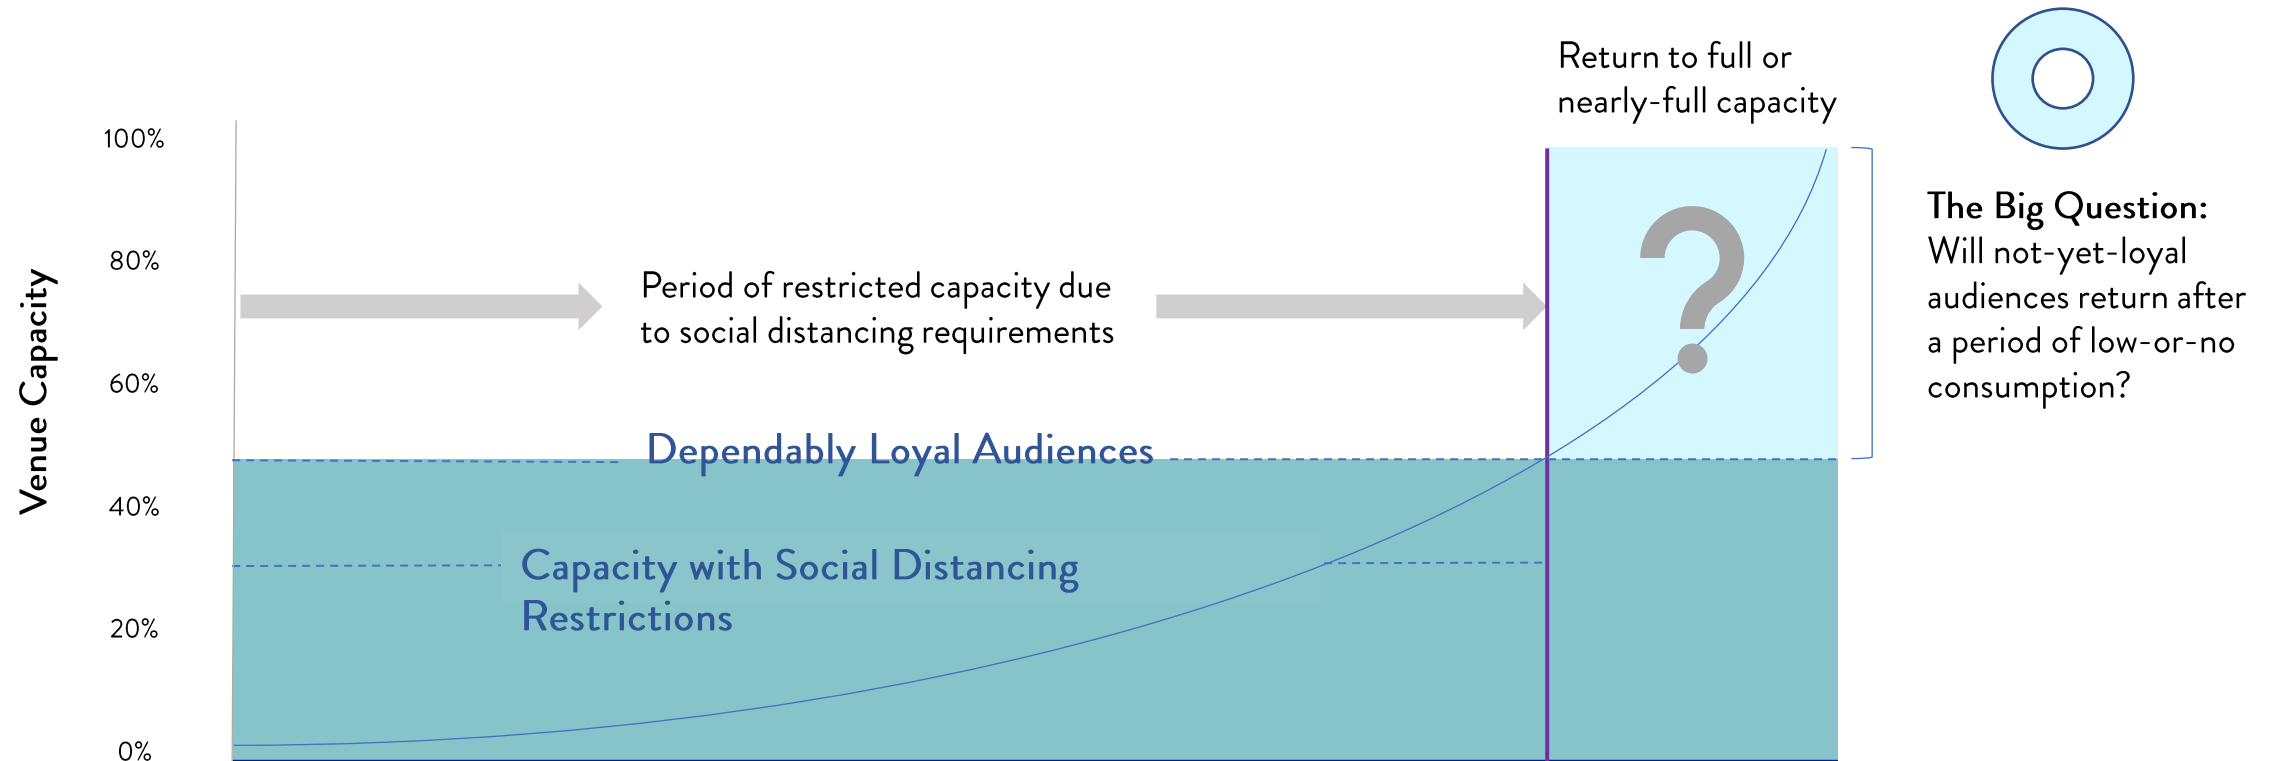 Return to full or
nearly-full capacity
100%
80%
60%
40%
20%
0%
Venue Capacity
Period of restricted capacity due
to social distancing requirements
?
The Big Question:
Will not-yet-loyal
audiences return after
a period of low-or-no
consumption?
Dependably Loyal Audiences
Capacity with Social Distancing
Restrictions